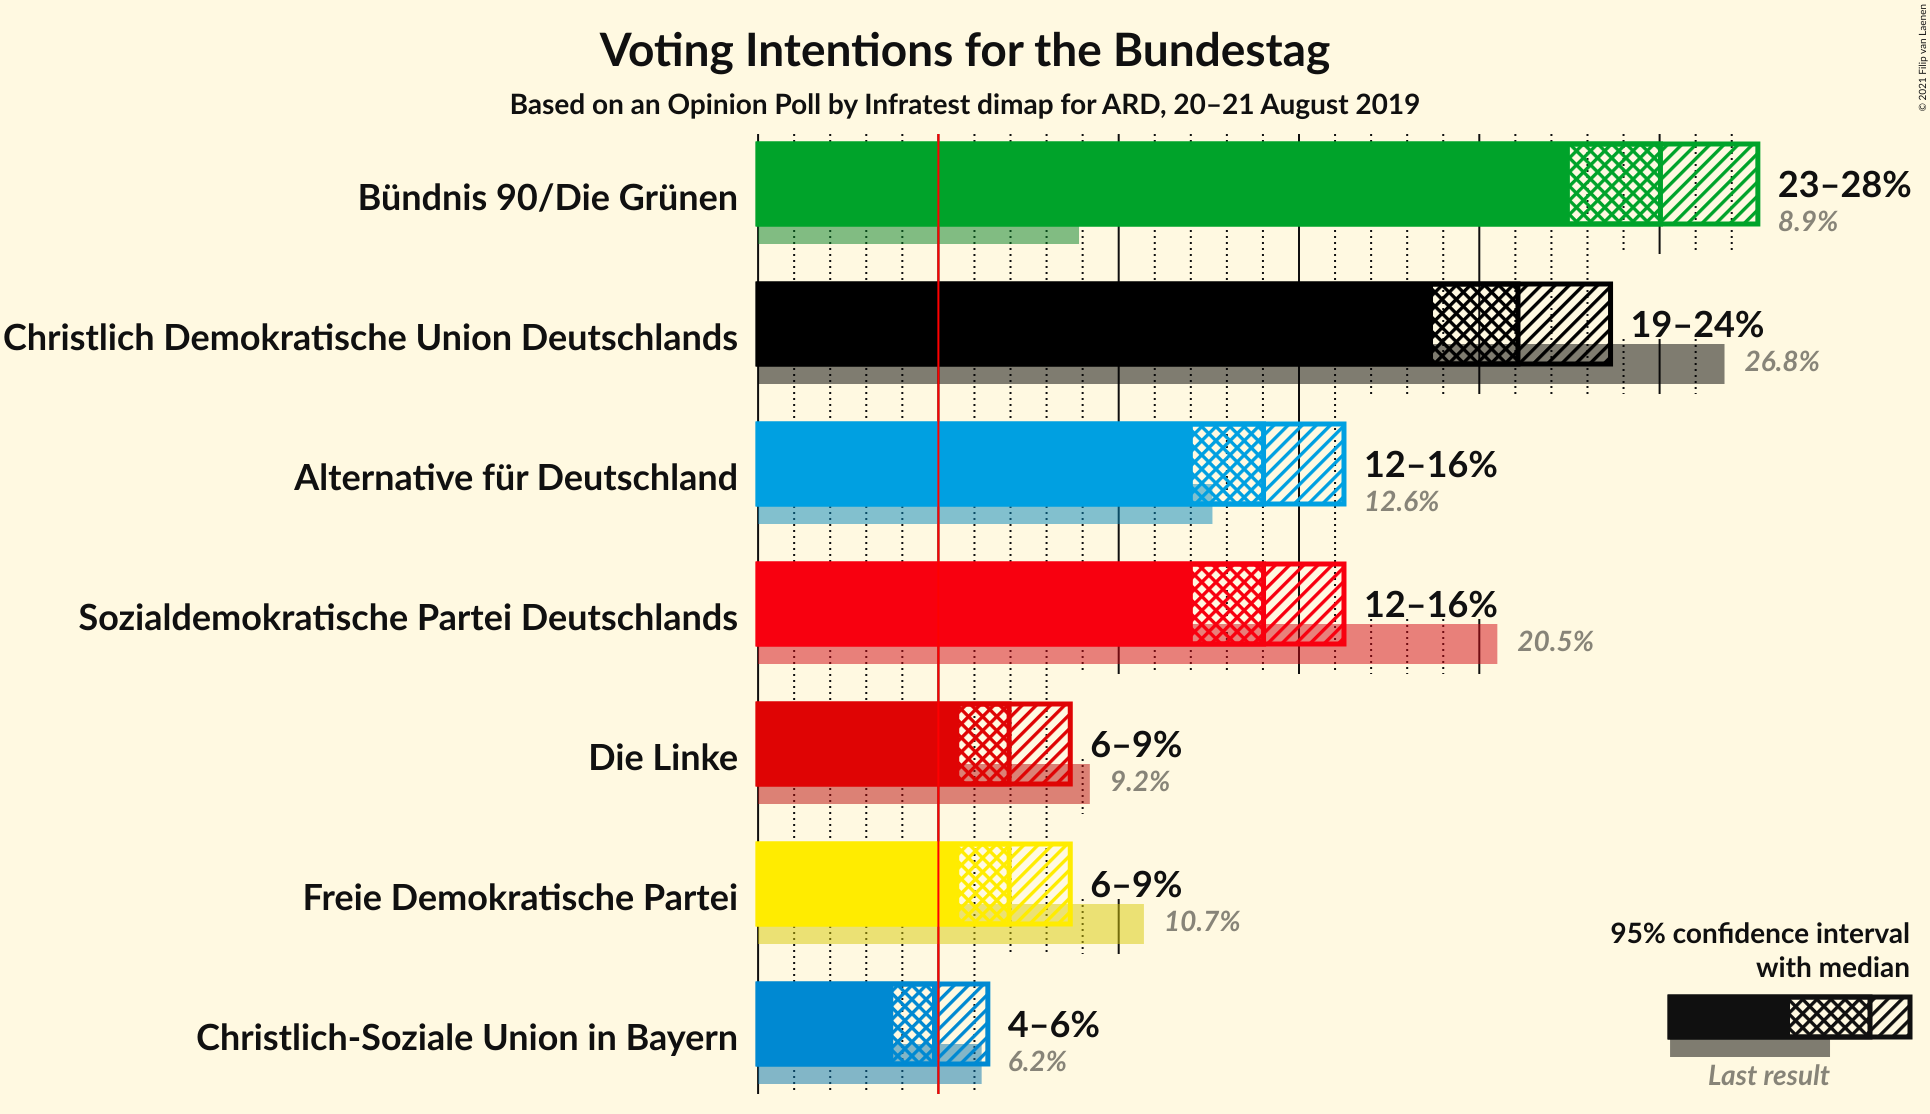 Voting Intentions for the Bundestag
Based on an Opinion Poll by Infratest dimap for ARD, 20–21 August 2019
© 2021 Filip van Laenen
Bündnis 90/Die Grünen
23–28%
8.9%
Christlich Demokratische Union Deutschlands
19–24%
26.8%
Alternative für Deutschland
12–16%
12.6%
Sozialdemokratische Partei Deutschlands
12–16%
20.5%
Die Linke
6–9%
9.2%
Freie Demokratische Partei
6–9%
10.7%
Christlich-Soziale Union in Bayern
4–6%
6.2%
95% confidence interval
with median
Last result